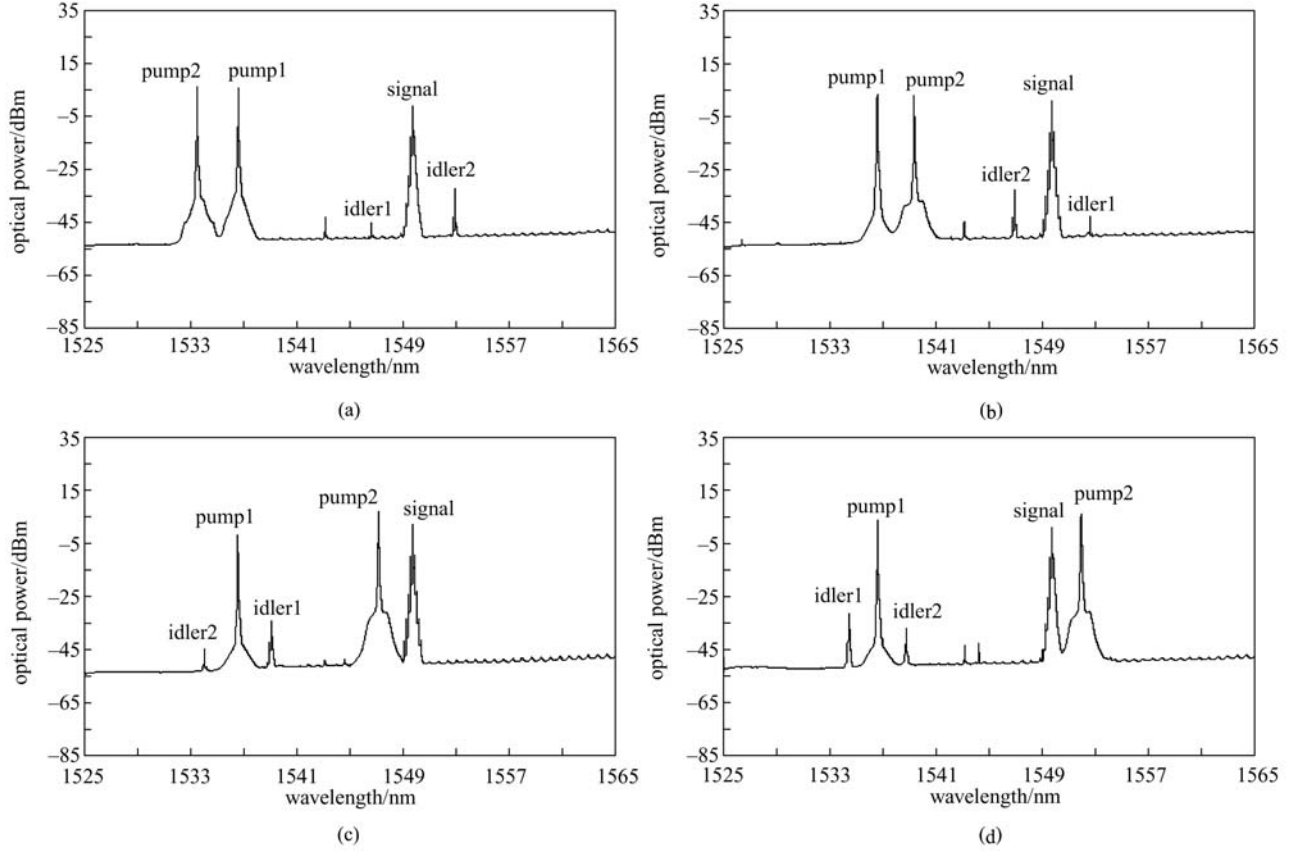 35
15
−5
−25
−45
−65
−85
optical power/dBm
pump2
pump1
signal
idler1
idler2
1525 1533 1541 1549 1557 1565
wavelength/nm
(a)
35
15
−5
−25
−45
−65
−85
optical power/dBm
pump1
pump2
signal
idler2
idler1
1525 1533 1541 1549 1557 1565
wavelength/nm
(b)
35
15
−5
−25
−45
−65
−85
optical power/dBm
pump2
signal
pump1
idler1
idler2
1525 1533 1541 1549 1557 1565
wavelength/nm
(c)
35
15
−5
−25
−45
−65
−85
optical power/dBm
pump1
pump2
signal
idler1
idler2
1525 1533 1541 1549 1557 1565
wavelength/nm
(d)